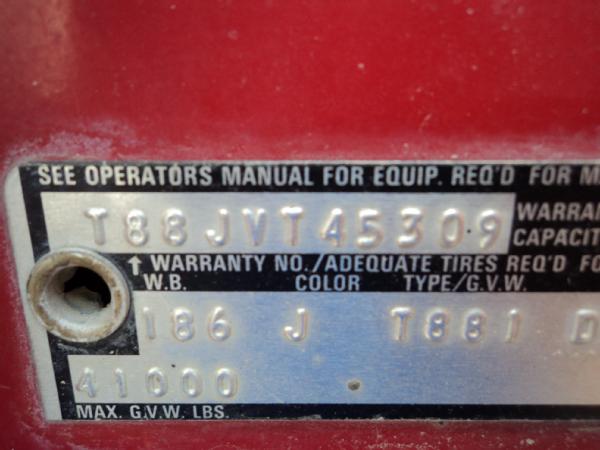 SEE OPERATORS MANUAL FOR EQUIP. REQ'D FOR M
T88JVT45309 WARRAN
CAPACIT
↑ WARRANTY NO./ADEQUATE TIRES REQ'D FO
W.B. COLOR TYPE/G.V.W.
186 J T881 D
41000
MAX. G.V.W. LBS.